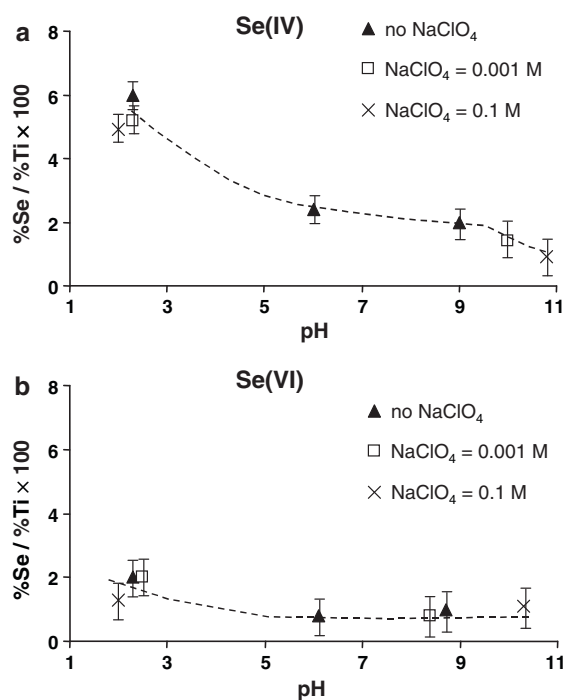 a
Se(IV)
▲ no NaClO₄
□ NaClO₄ = 0.001 M
× NaClO₄ = 0.1 M
%Se / %Ti × 100
8
6
4
2
0
1 3 5 7 9 11
pH
b
Se(VI)
▲ no NaClO₄
□ NaClO₄ = 0.001 M
× NaClO₄ = 0.1 M
%Se / %Ti × 100
8
6
4
2
0
1 3 5 7 9 11
pH